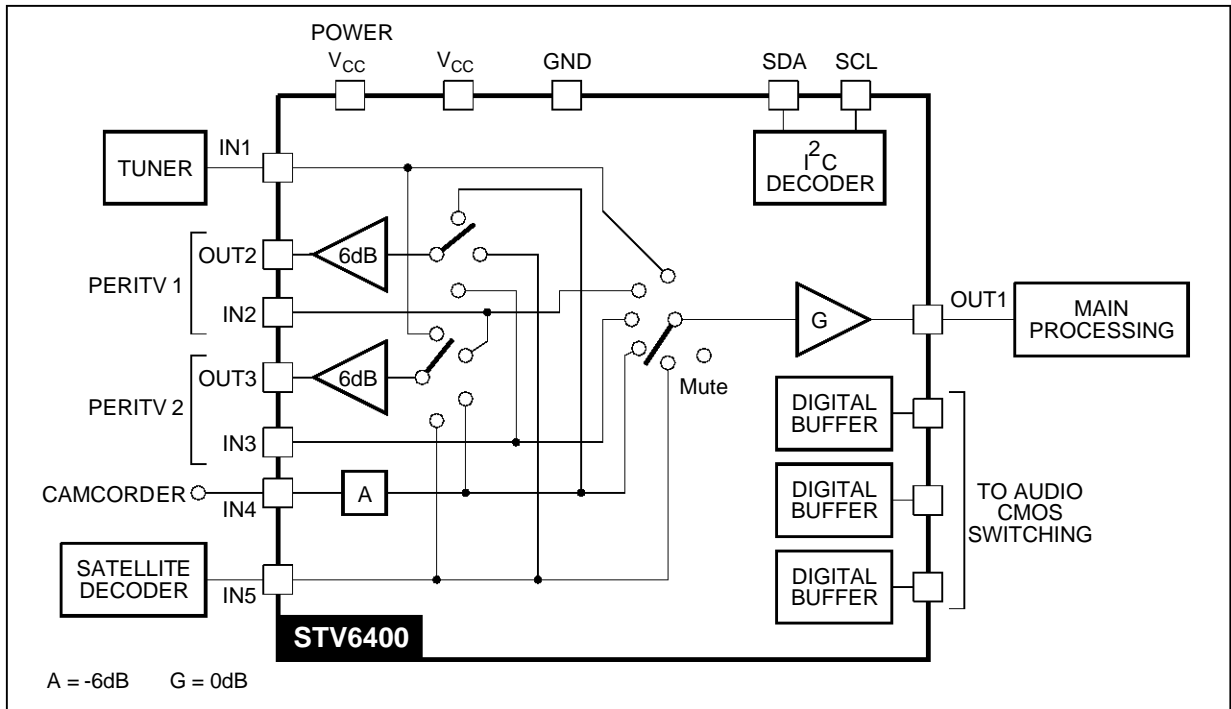 POWER
VCC
VCC
GND
SDA
SCL
TUNER
IN1
I2C
DECODER
OUT2
6dB
PERITV 1
IN2
OUT1
MAIN
PROCESSING
G
OUT3
6dB
PERITV 2
Mute
IN3
DIGITAL
BUFFER
CAMCORDER
IN4
A
DIGITAL
BUFFER
TO AUDIO
CMOS
SWITCHING
SATELLITE
DECODER
IN5
DIGITAL
BUFFER
STV6400
A = -6dB G = 0dB